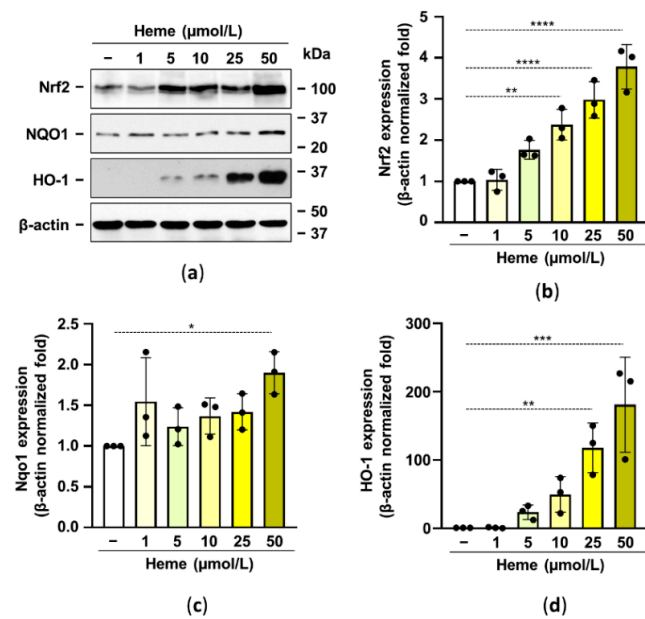 Heme (μmol/L)
– 1 5 10 25 50 kDa
Nrf2 – 100
– 37
NQO1
– 20
HO-1 – 37
– 50
β-actin
– 37
(a)
Nrf2 expression
(β-actin normalized fold)
5
4
3
2
1
0
****
****
**
– 1 5 10 25 50
Heme (μmol/L)
(b)
Nqo1 expression
(β-actin normalized fold)
2.5
2.0
1.5
1.0
0.5
0.0
*
– 1 5 10 25 50
Heme (μmol/L)
(c)
HO-1 expression
(β-actin normalized fold)
300
200
100
0
***
**
– 1 5 10 25 50
Heme (μmol/L)
(d)